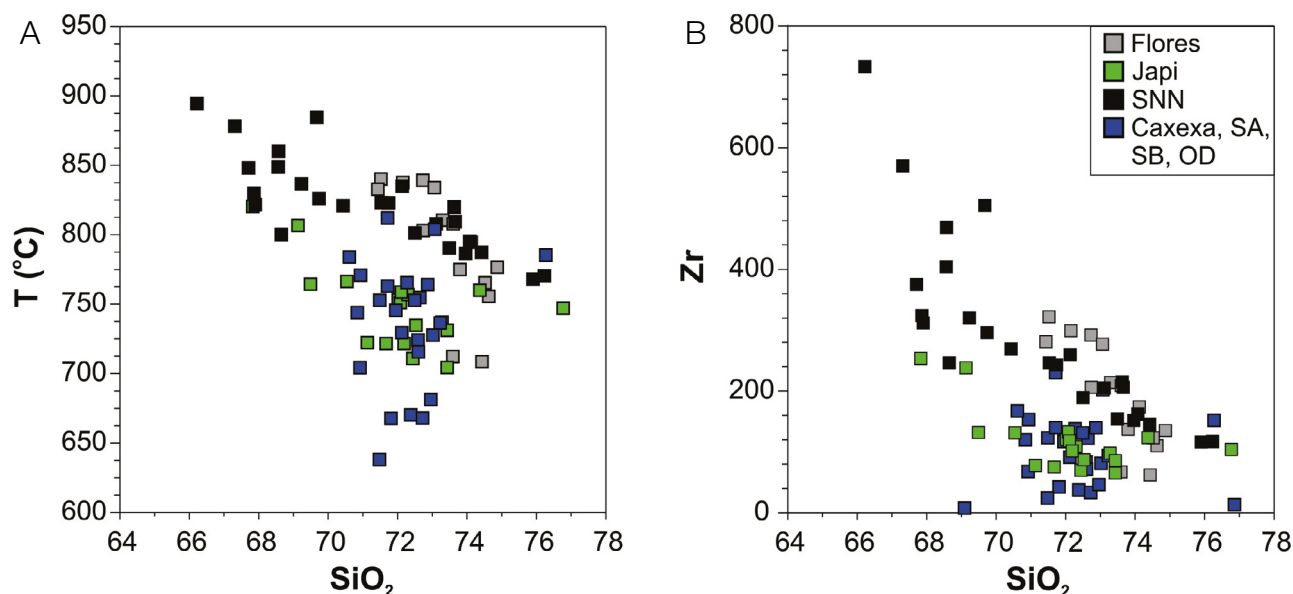 A
950
900
850
800
750
700
650
600
T (°C)
64 66 68 70 72 74 76 78
SiO₂
B
800
600
400
200
0
Zr
64 66 68 70 72 74 76 78
SiO₂
Flores
Japi
SNN
Caxexa, SA,
SB, OD